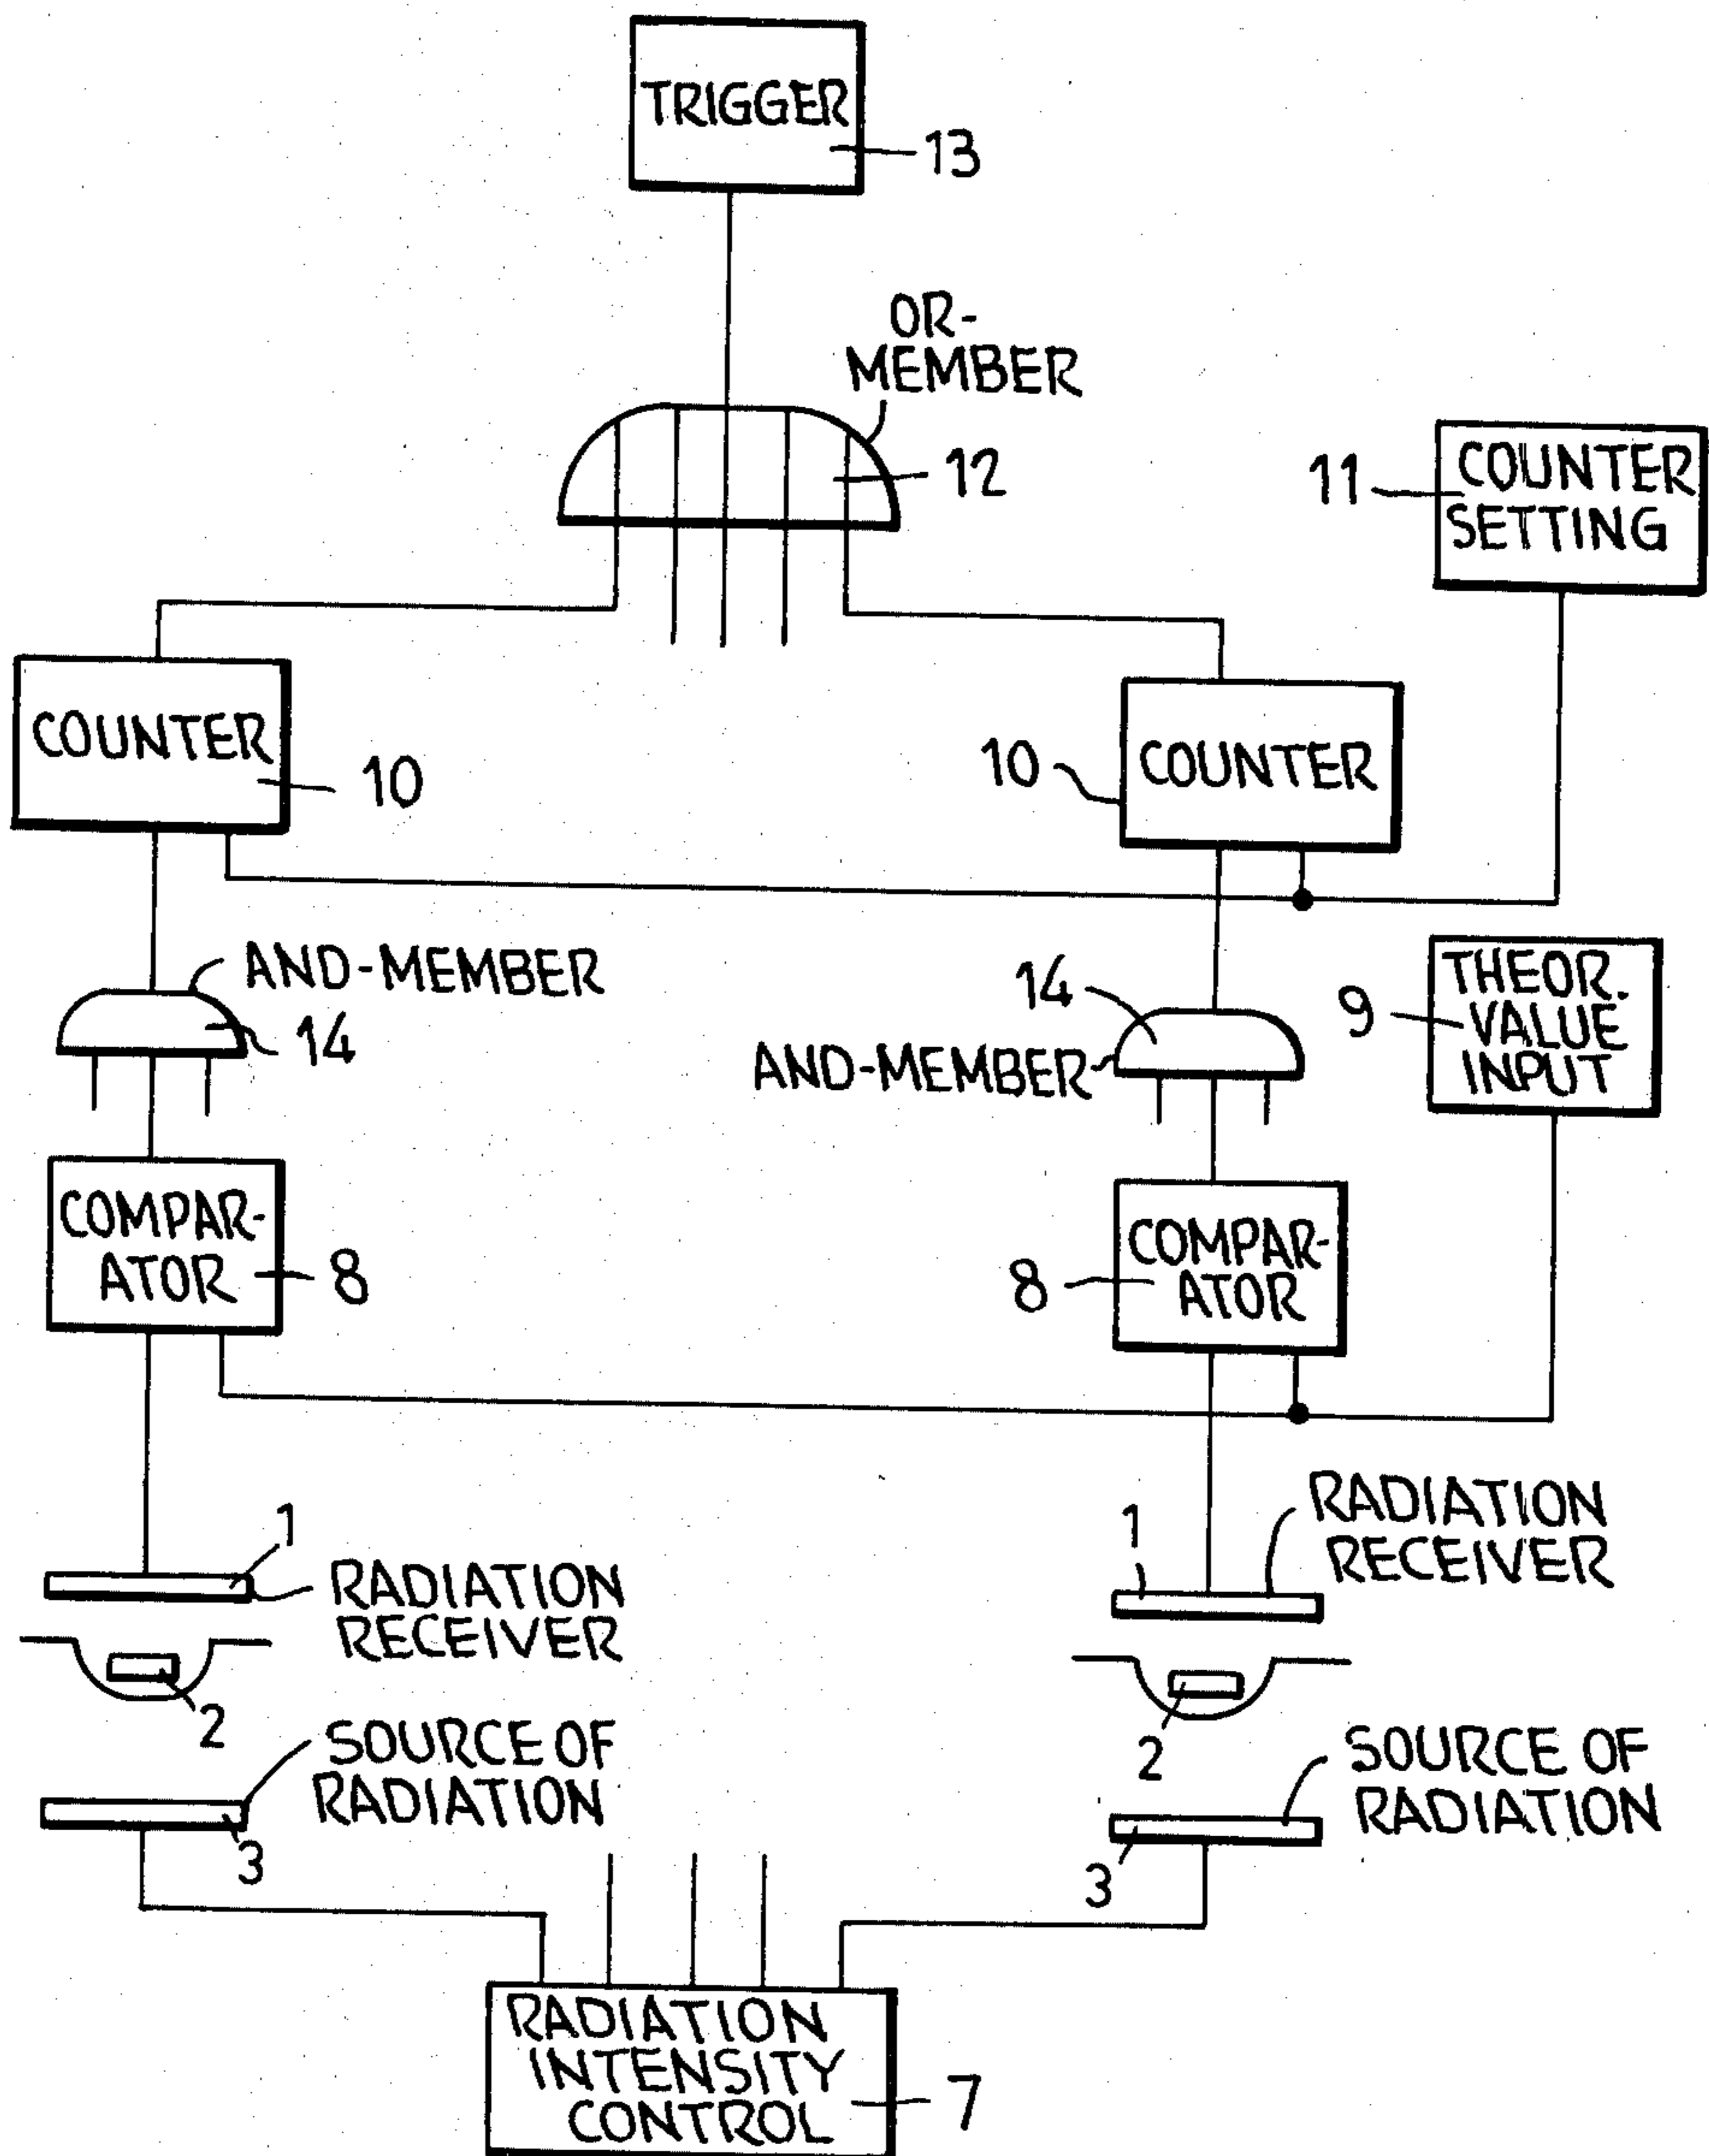 TRIGGER
13
OR-
MEMBER
12
11
COUNTER
SETTING
COUNTER
10
10
COUNTER
AND-MEMBER
14
14
AND-MEMBER
9
THEOR.
VALUE
INPUT
COMPAR-
ATOR
8
8
COMPAR-
ATOR
1
RADIATION
RECEIVER
1
RADIATION
RECEIVER
2
2
SOURCE OF
RADIATION
3
SOURCE OF
RADIATION
3
RADIATION
INTENSITY
CONTROL
7